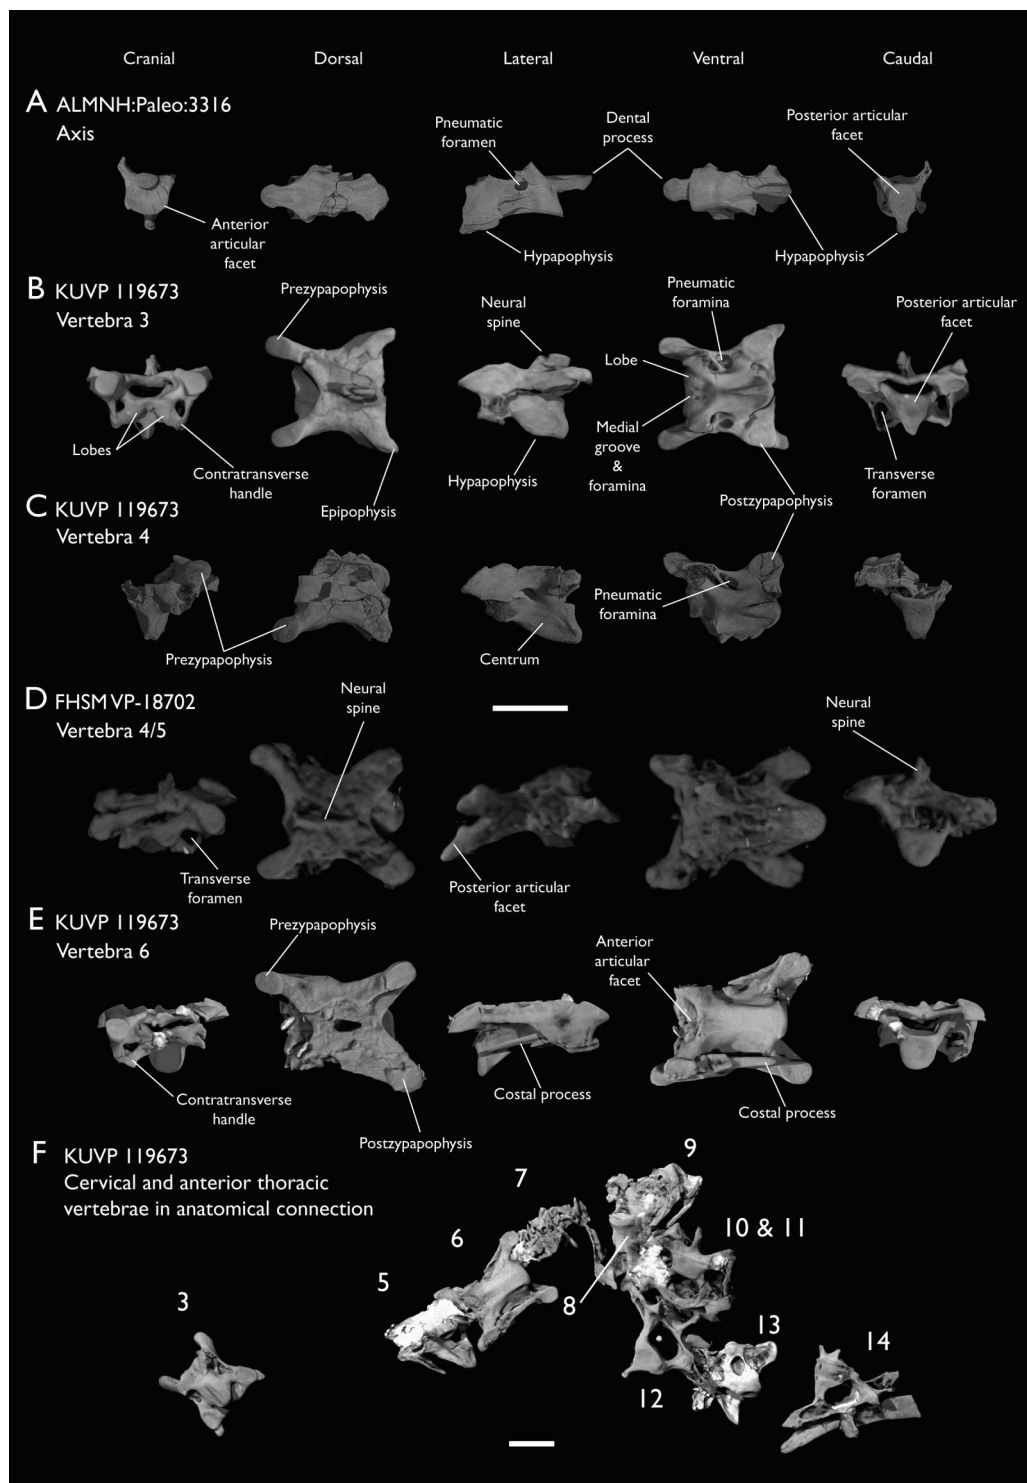 Cranial Dorsal Lateral Ventral Caudal
A ALMNH:Paleo:3316
Axis
Pneumatic
foramen
Dental
process
Posterior articular
facet
Anterior
articular
facet
Hypapophysis
Hypapophysis
B KUVP 119673
Vertebra 3
Prezypapophysis
Neural
spine
Pneumatic
foramina
Posterior articular
facet
Lobe
Lobes
Contratransverse
handle
Epipophysis
Hypapophysis
Medial
groove
&
foramina
Transverse
foramen
Postzypapophysis
C KUVP 119673
Vertebra 4
Prezypapophysis
Centrum
Pneumatic
foramina
D FHSM VP-18702
Vertebra 4/5
Neural
spine
Neural
spine
Transverse
foramen
Posterior articular
facet
E KUVP 119673
Vertebra 6
Prezypapophysis
Anterior
articular
facet
Contratransverse
handle
Postzypapophysis
Costal process
Costal process
F KUVP 119673
Cervical and anterior thoracic
vertebrae in anatomical connection
3
5
6
7
8
9
10 & 11
12
13
14